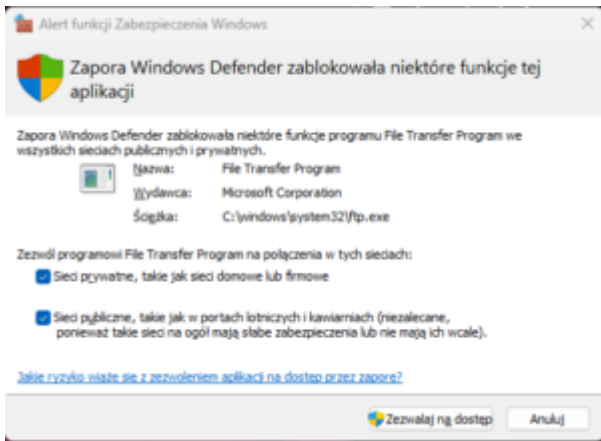 Alert funkcji Zabezpieczenia Windows
Zapora Windows Defender zablokowała niektóre funkcje tej
aplikacji
Zapora Windows Defender zablokowała niektóre funkcje programu File Transfer Program we
wszystkich sieciach publicznych i prywatnych.
Nazwa: File Transfer Program
Wydawca: Microsoft Corporation
Ścieżka: C:\windows\system32\ftp.exe
Zezwól programowi File Transfer Program na połączenia w tych sieciach:
Sieci prywatne, takie jak sieci domowe lub firmowe
Sieci publiczne, takie jak w portach lotniczych i kawiarniach (niezalecane,
ponieważ takie sieci na ogół mają słabe zabezpieczenia lub nie mają ich wcale).
Jakie ryzyko wiąże się z zezwoleniem aplikacji na dostęp przez zaporę?
Zezwalaj na dostęp Anuluj